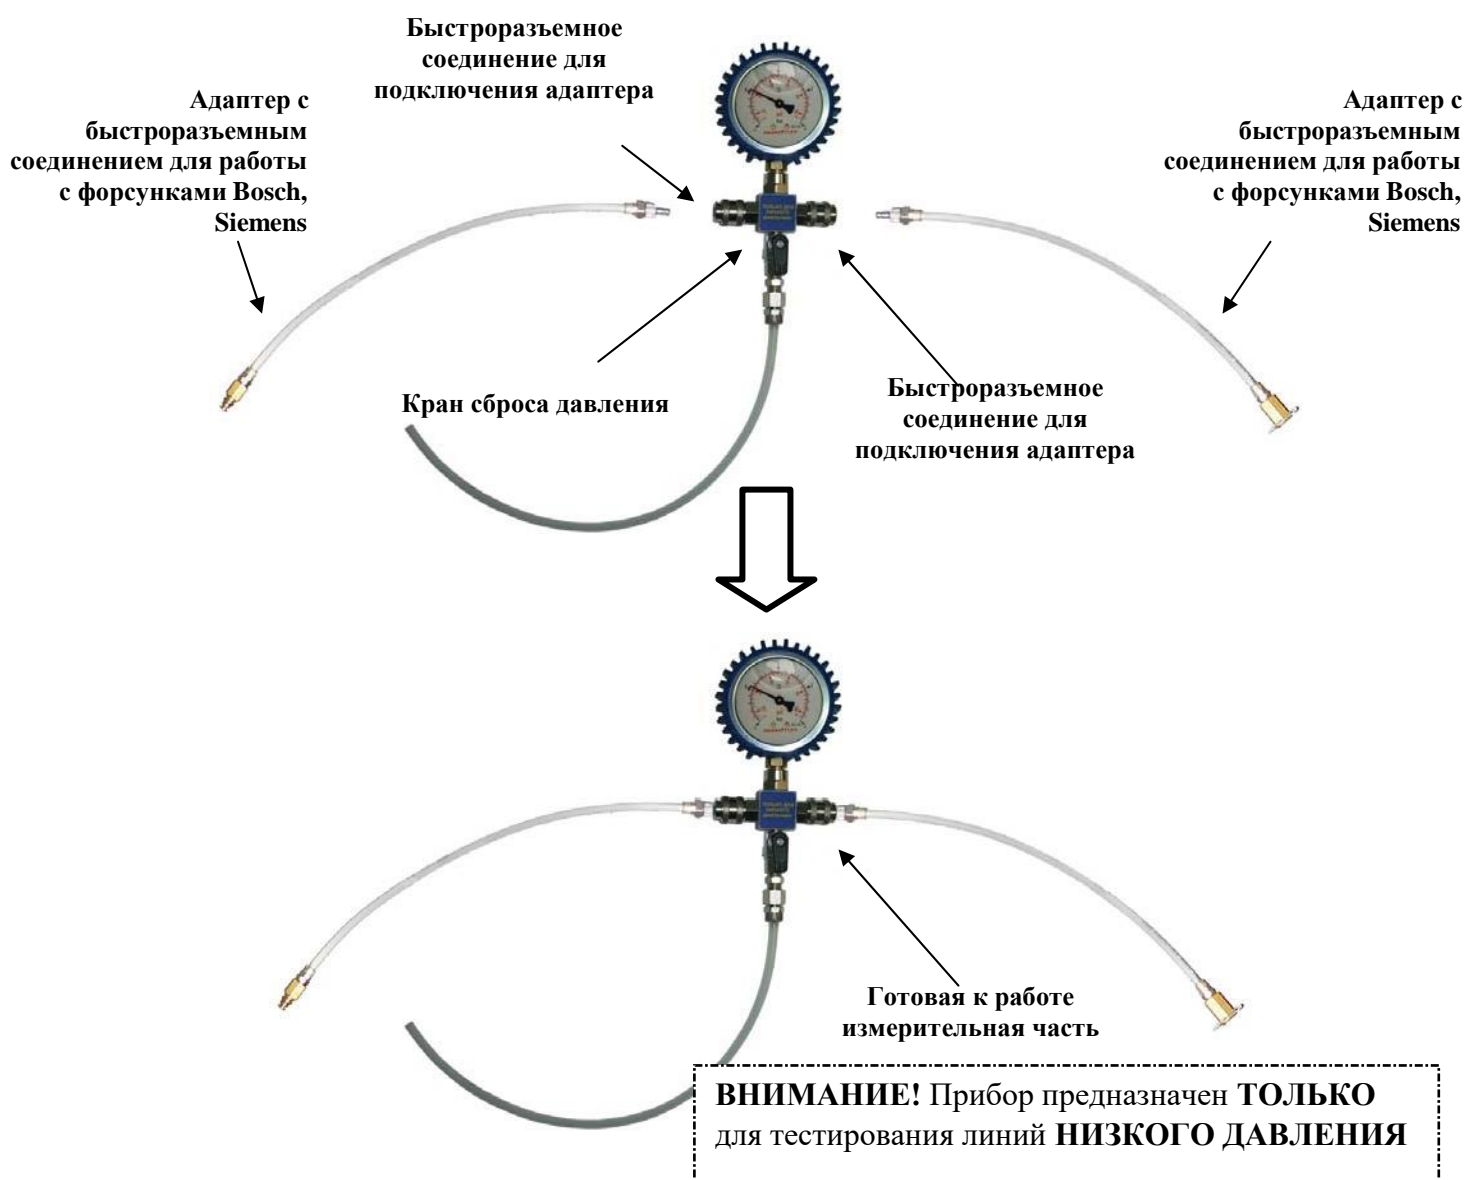 Быстроразъемное
соединение для
подключения адаптера
Адаптер с
быстроразъемным
соединением для работы
с форсунками Bosch,
Siemens
Адаптер с
быстроразъемным
соединением для работы
с форсунками Bosch,
Siemens
Кран сброса давления
Быстроразъемное
соединение для
подключения адаптера
Готовая к работе
измерительная часть
ВНИМАНИЕ! Прибор предназначен ТОЛЬКО
для тестирования линий НИЗКОГО ДАВЛЕНИЯ